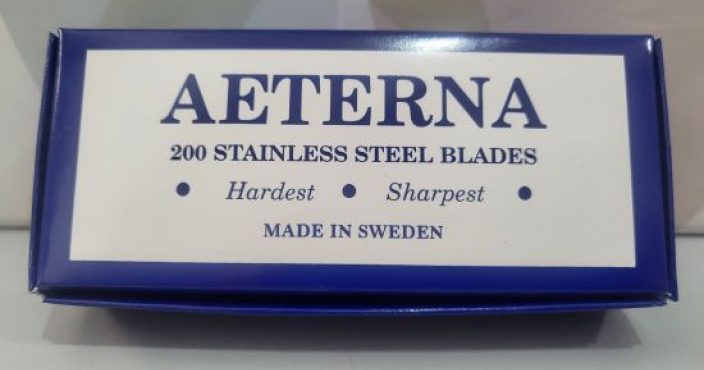 AETERNA
200 STAINLESS STEEL BLADES
• Hardest • Sharpest •
MADE IN SWEDEN